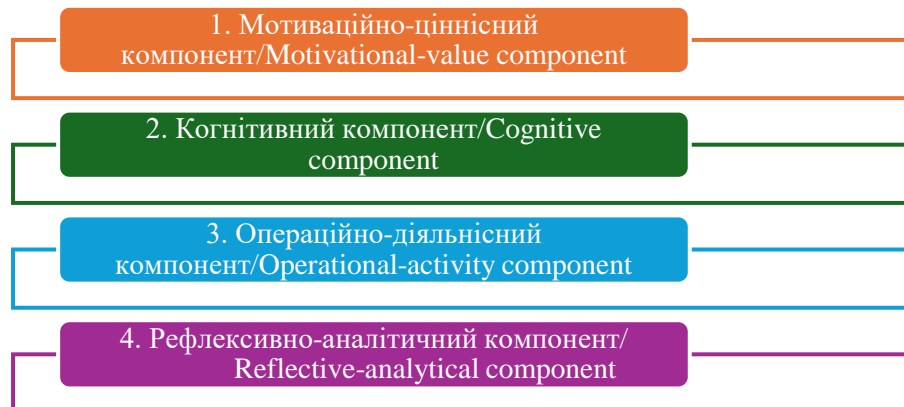 1. Мотиваційно-ціннісний
компонент/Motivational-value component
2. Когнітивний компонент/Cognitive
component
3. Операційно-діяльнісний
компонент/Operational-activity component
4. Рефлексивно-аналітичний компонент/
Reflective-analytical component